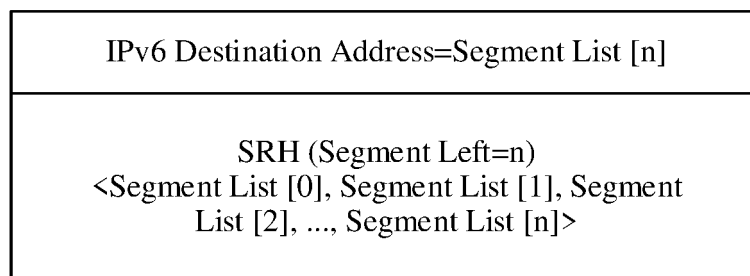 IPv6 Destination Address=Segment List [n]
SRH (Segment Left=n)
<Segment List [0], Segment List [1], Segment
List [2], ..., Segment List [n]>